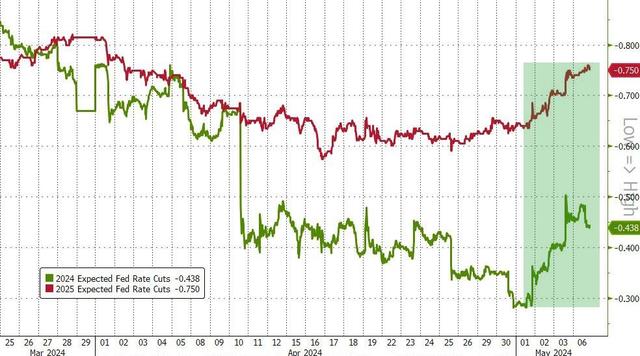 -0.800
-0.750
-0.700
-0.600
-0.500
-0.438
-0.400
-0.300
Low = > High
2024 Expected Fed Rate Cuts -0.438
2025 Expected Fed Rate Cuts -0.750
25 26 27 28 29 01 02 03 04 05 08 09 10 11 12 15 16 17 18 19 22 23 24 25 26 29 30 01 02 03 06
Mar 2024 Apr 2024 May 2024